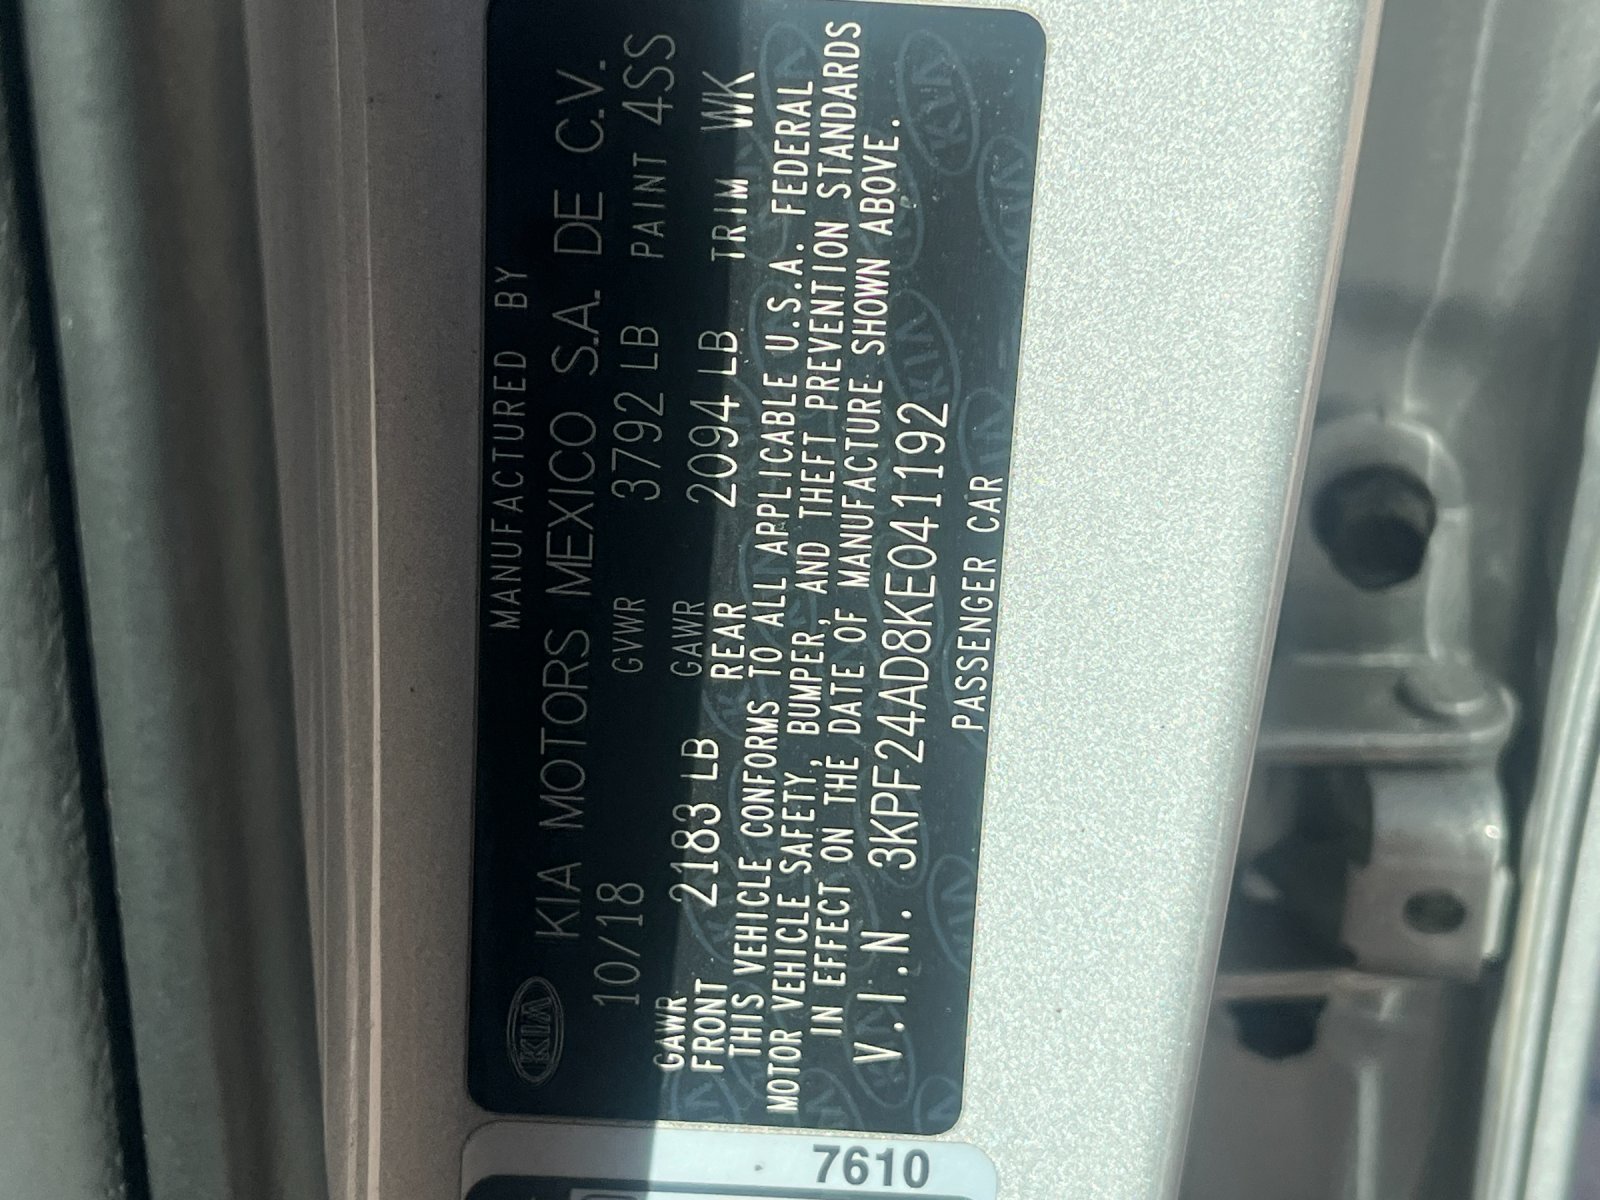 KIA
MANUFACTURED BY
KIA MOTORS MEXICO S.A. DE C.V.
10/18 GVWR 3792 LB PAINT 4SS
GAWR GAWR
FRONT 2183 LB REAR 2094 LB TRIM WK
THIS VEHICLE CONFORMS TO ALL APPLICABLE U.S.A. FEDERAL
MOTOR VEHICLE SAFETY, BUMPER, AND THEFT PREVENTION STANDARDS
IN EFFECT ON THE DATE OF MANUFACTURE SHOWN ABOVE.
V.I.N. 3KPF24AD8KE041192
PASSENGER CAR
7610